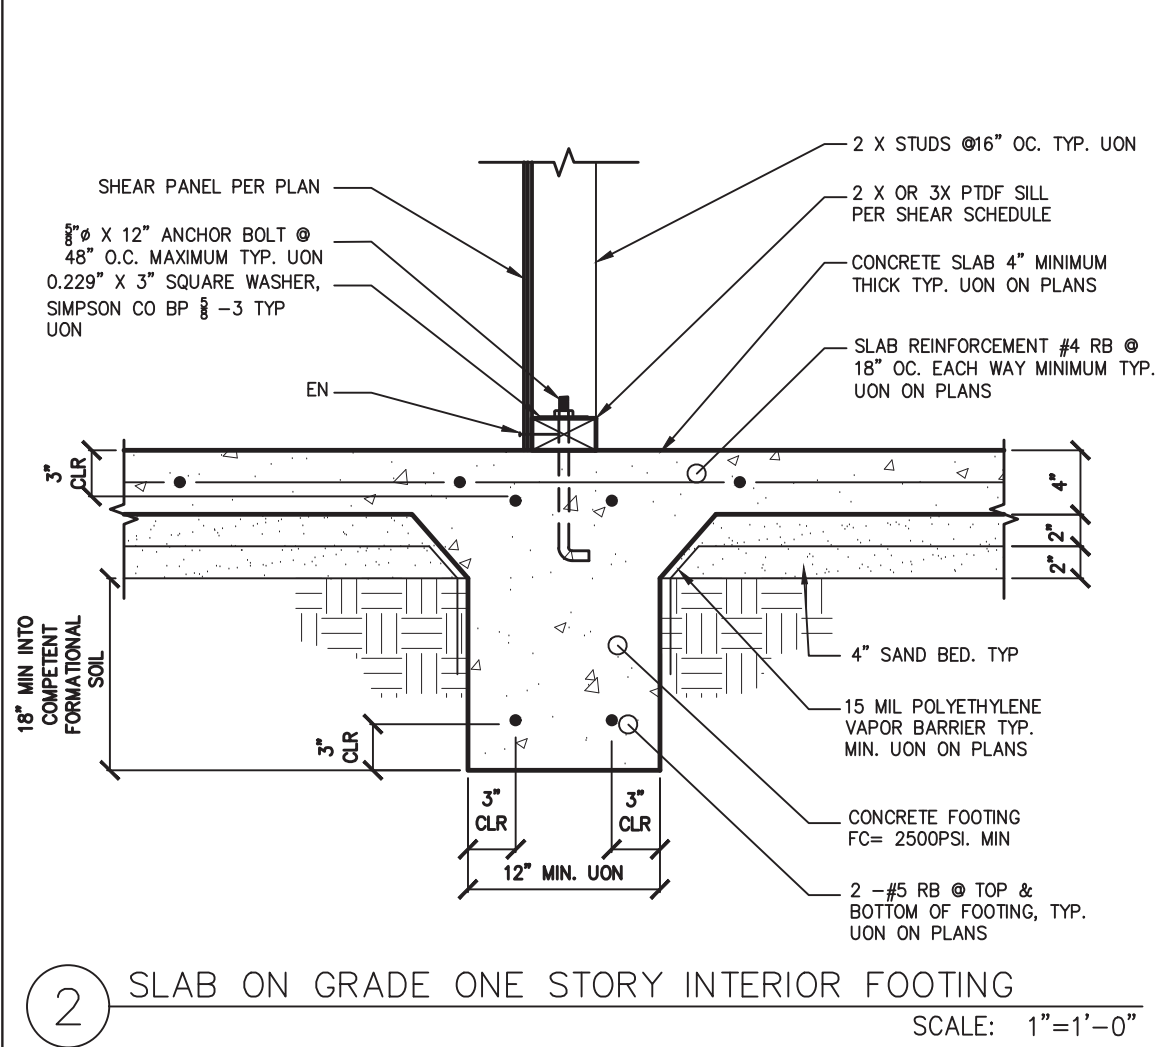 SHEAR PANEL PER PLAN
⅝"ø X 12" ANCHOR BOLT @
48" O.C. MAXIMUM TYP. UON
0.229" X 3" SQUARE WASHER,
SIMPSON CO BP ⅝ -3 TYP
UON
EN
2 X STUDS @16" OC. TYP. UON
2 X OR 3X PTDF SILL
PER SHEAR SCHEDULE
CONCRETE SLAB 4" MINIMUM
THICK TYP. UON ON PLANS
SLAB REINFORCEMENT #4 RB @
18" OC. EACH WAY MINIMUM TYP.
UON ON PLANS
3"
CLR
4"
2"
2"
18" MIN INTO
COMPETENT
FORMATIONAL
SOIL
3"
CLR
4" SAND BED. TYP
15 MIL POLYETHYLENE
VAPOR BARRIER TYP.
MIN. UON ON PLANS
3"
CLR
3"
CLR
12" MIN. UON
CONCRETE FOOTING
FC= 2500PSI. MIN
2 -#5 RB @ TOP &
BOTTOM OF FOOTING, TYP.
UON ON PLANS
2
SLAB ON GRADE ONE STORY INTERIOR FOOTING
SCALE: 1"=1'-0"